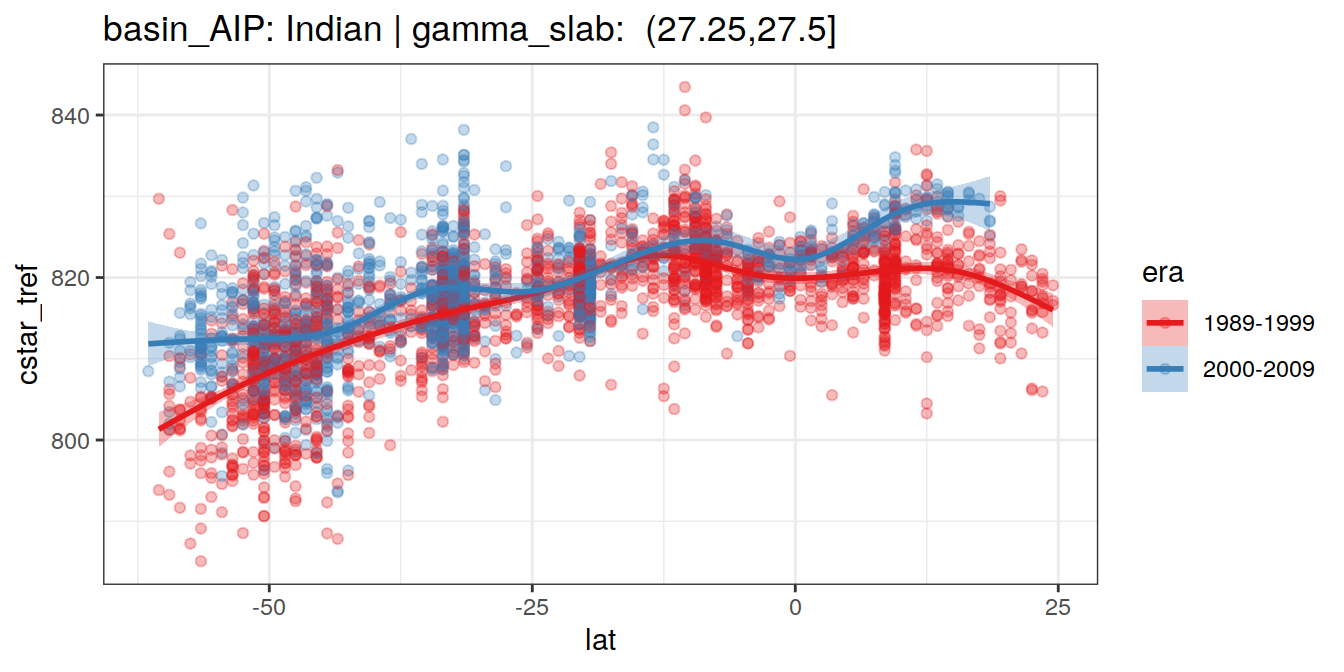 basin_AIP: Indian | gamma_slab:  (27.25,27.5]
840
820
800
cstar_tref
-50
-25
0
25
lat
era
1989-1999
2000-2009